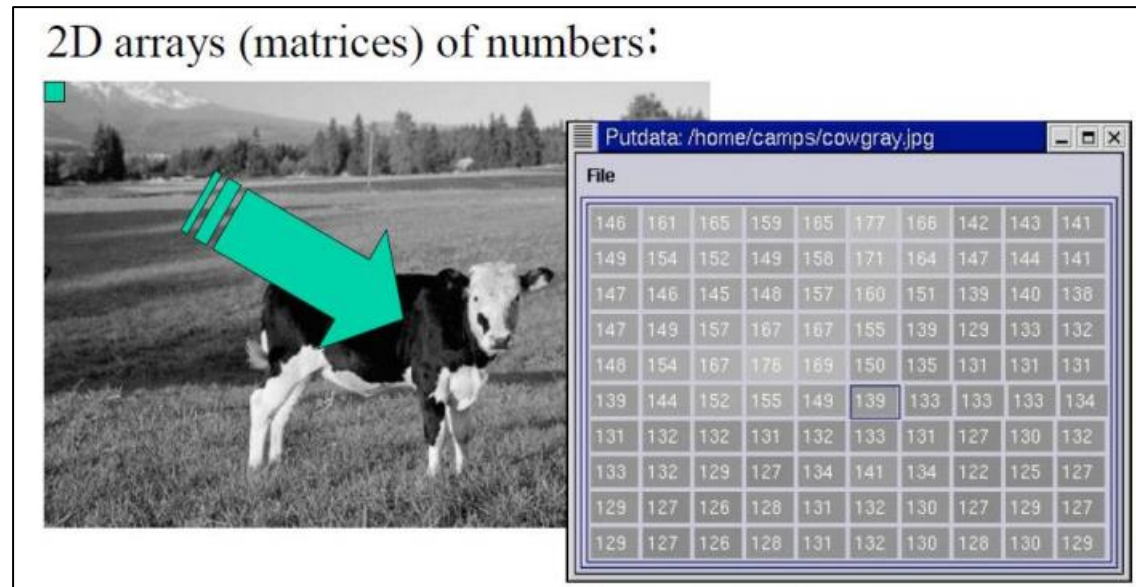 2D arrays (matrices) of numbers:
Putdata: /home/camps/cowgray.jpg
File
146 161 165 159 165 177 166 142 143 141
149 154 152 149 158 171 164 147 144 141
147 146 145 148 157 160 151 139 140 138
147 149 157 167 167 155 139 129 133 132
148 154 167 176 169 150 135 131 131 131
139 144 152 155 149 139 133 133 133 134
131 132 132 131 132 133 131 127 130 132
133 132 129 127 134 141 134 122 125 127
129 127 126 128 131 132 130 127 129 127
129 127 126 128 131 132 130 128 130 129